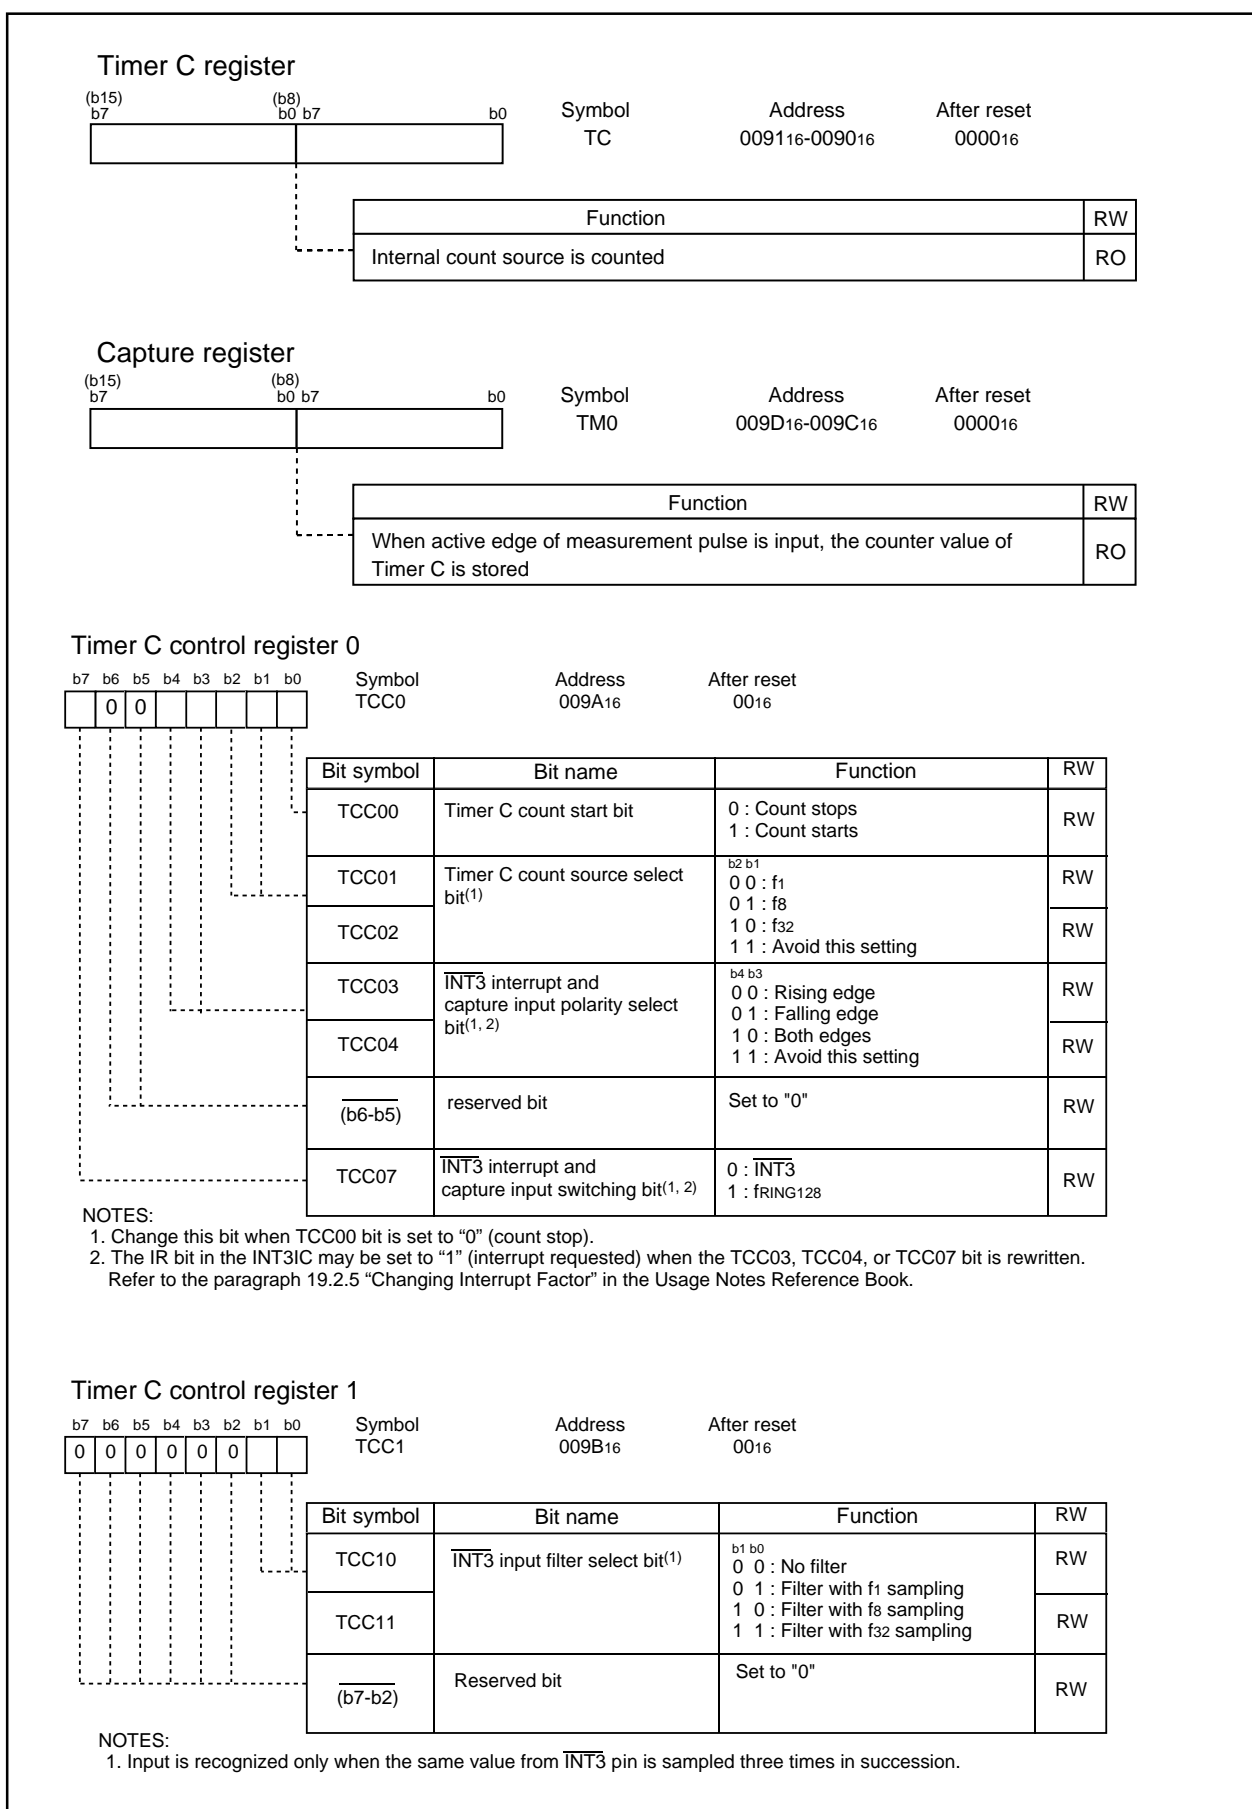 Timer C register
(b15) (b8)
b7 b0 b7 b0 Symbol Address After reset
TC 009116-009016 000016
Function RW
Internal count source is counted RO
Capture register
(b15) (b8)
b7 b0 b7 b0 Symbol Address After reset
TM0 009D16-009C16 000016
Function RW
When active edge of measurement pulse is input, the counter value of
Timer C is stored RO
Timer C control register 0
b7 b6 b5 b4 b3 b2 b1 b0 Symbol Address After reset
0 0 TCC0 009A16 0016
Bit symbol Bit name Function RW
TCC00 Timer C count start bit 0 : Count stops
1 : Count starts RW
TCC01 Timer C count source select
bit(1) b2 b1
0 0 : f1 RW
0 1 : f8
TCC02 1 0 : f32 RW
1 1 : Avoid this setting
TCC03 INT3 interrupt and
capture input polarity select
bit(1, 2) b4 b3
0 0 : Rising edge RW
0 1 : Falling edge
TCC04 1 0 : Both edges RW
1 1 : Avoid this setting
(b6-b5) reserved bit Set to "0" RW
TCC07 INT3 interrupt and
capture input switching bit(1, 2) 0 : INT3
1 : fRING128 RW
NOTES:
1. Change this bit when TCC00 bit is set to “0” (count stop).
2. The IR bit in the INT3IC may be set to “1” (interrupt requested) when the TCC03, TCC04, or TCC07 bit is rewritten.
Refer to the paragraph 19.2.5 “Changing Interrupt Factor” in the Usage Notes Reference Book.
Timer C control register 1
b7 b6 b5 b4 b3 b2 b1 b0 Symbol Address After reset
0 0 0 0 0 0 TCC1 009B16 0016
Bit symbol Bit name Function RW
TCC10 INT3 input filter select bit(1) b1 b0
0 0 : No filter RW
0 1 : Filter with f1 sampling
TCC11 1 0 : Filter with f8 sampling RW
1 1 : Filter with f32 sampling
(b7-b2) Reserved bit Set to "0" RW
NOTES:
1. Input is recognized only when the same value from INT3 pin is sampled three times in succession.